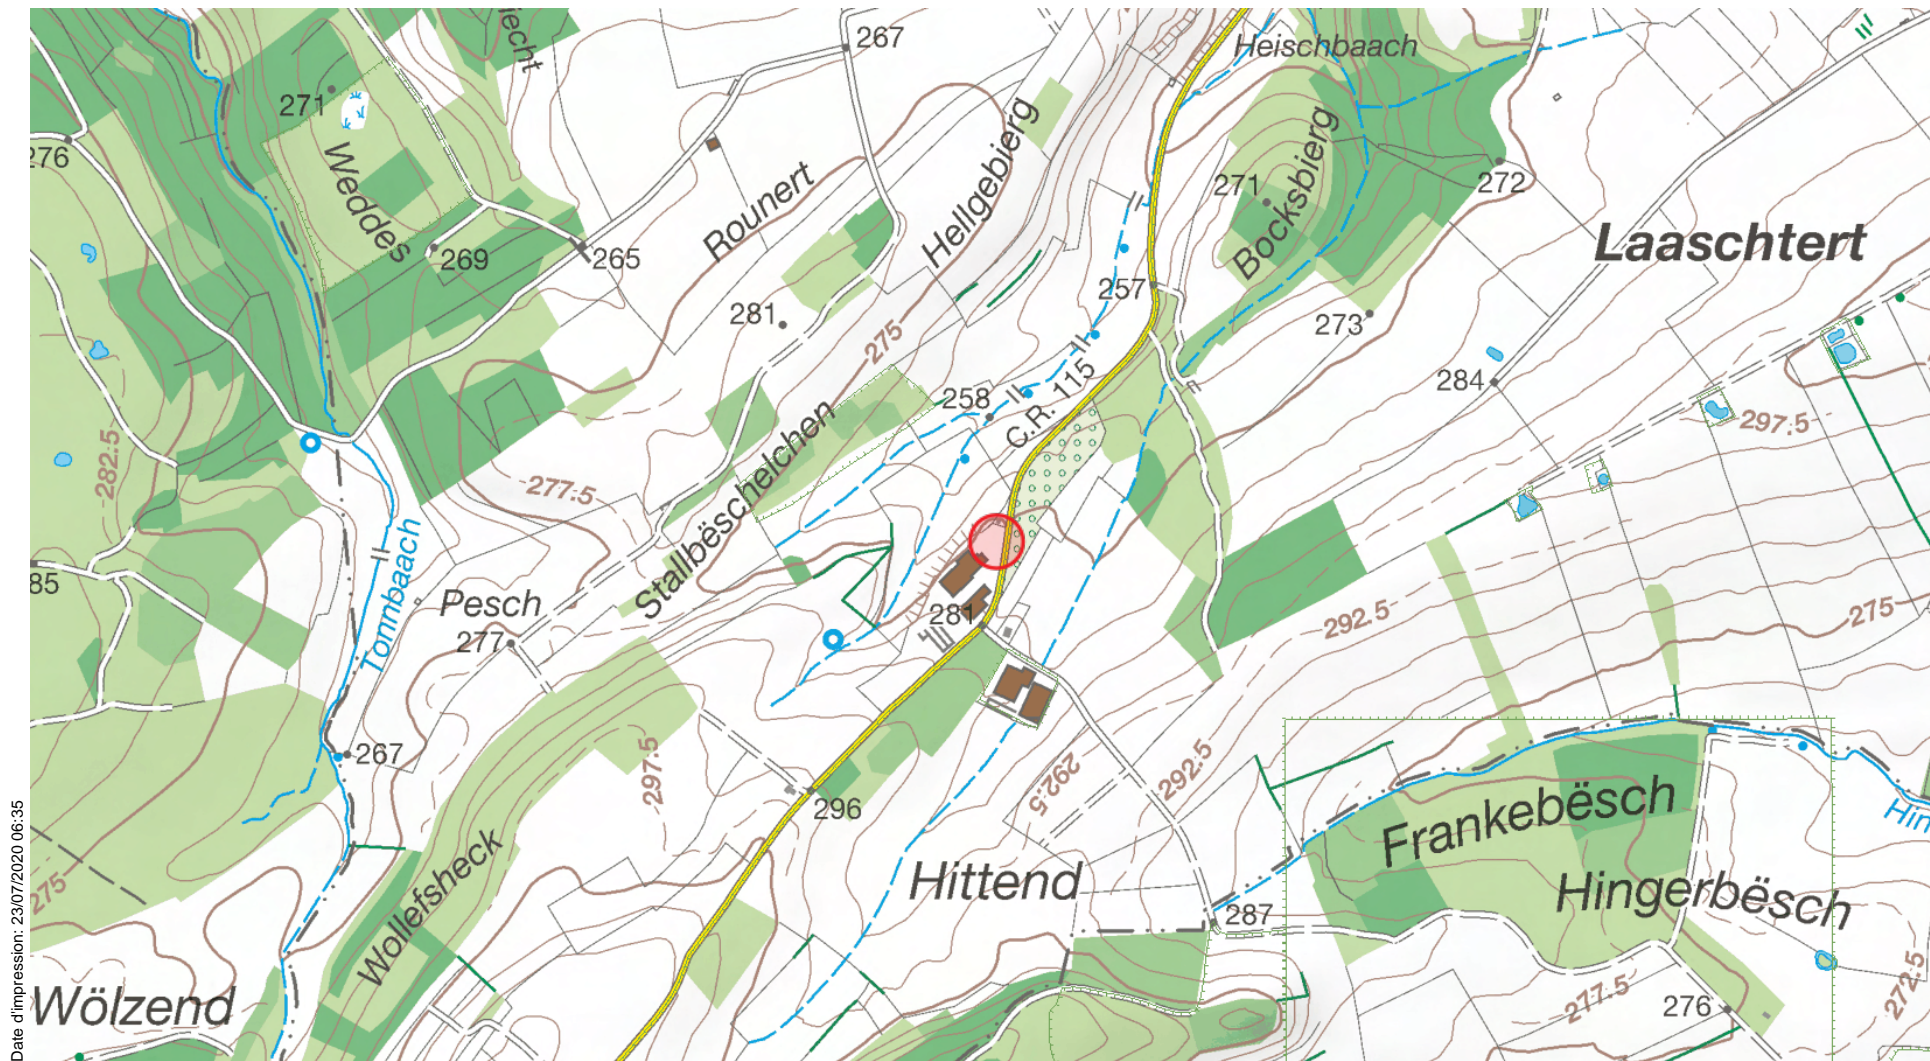 267
Heischbaach
271
276
Weddes
Rounert
Hellgebierg
271
Bocksbierg
272
Laaschtert
269
265
257
281
275
273
284
258
C.R. 115
297.5
282.5
277.5
Stallbëschelchen
Tonnbaach
85
Pesch
277
281
292.5
275
267
297.5
292.5
292.5
296
Frankebësch
Hittend
Hingerbësch
275
Wollefsheck
287
277.5
276
272.5
Wölzend
Date d'impression: 23/07/2020 06:35